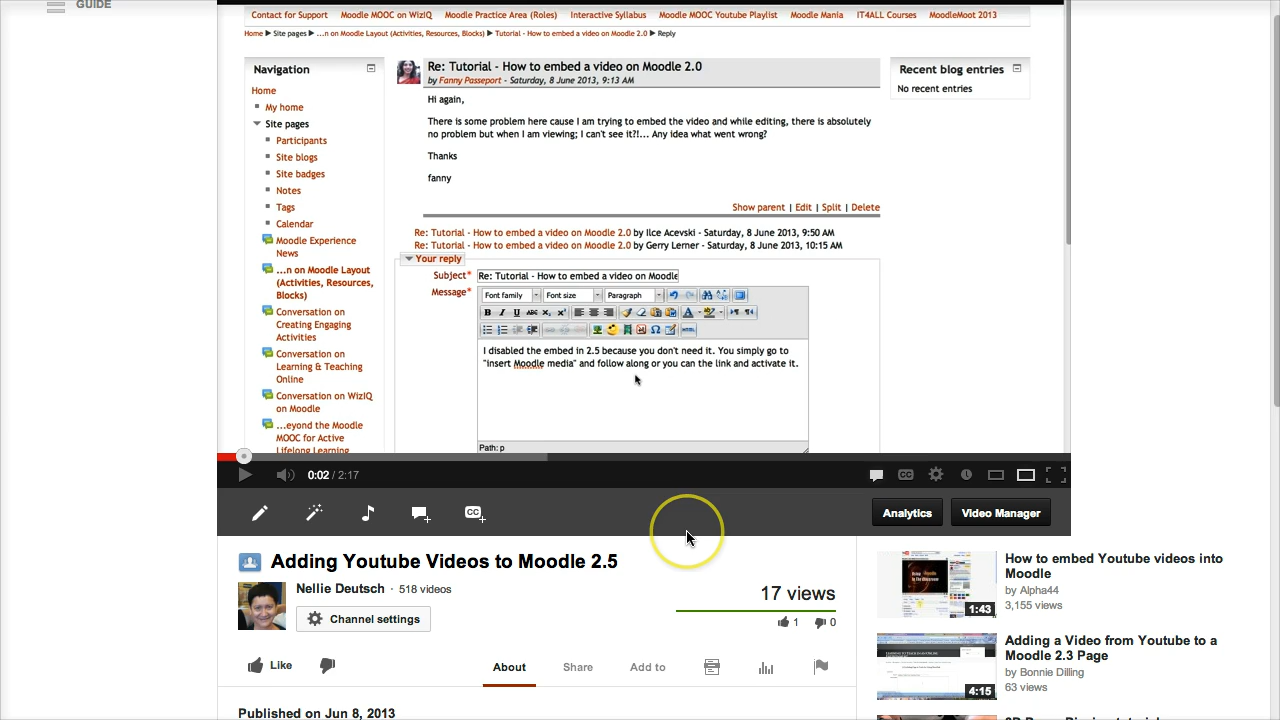 GUIDE
Contact for Support Moodle MOOC on WizIQ Moodle Practice Area (Roles) Interactive Syllabus Moodle MOOC Youtube Playlist Moodle Mania IT4ALL Courses MoodleMoot 2013
Home ► Site pages ► ...n on Moodle Layout (Activities, Resources, Blocks) ► Tutorial - How to embed a video on Moodle 2.0 ► Reply
Navigation
Home
My home
Site pages
Participants
Site blogs
Site badges
Notes
Tags
Calendar
Moodle Experience
News
...n on Moodle Layout
(Activities, Resources,
Blocks)
Conversation on
Creating Engaging
Activities
Conversation on
Learning & Teaching
Online
Conversation on WizIQ
on Moodle
...eyond the Moodle
MOOC for Active
Lifelong Learning
Re: Tutorial - How to embed a video on Moodle 2.0
by Fanny Passeport - Saturday, 8 June 2013, 9:13 AM
Hi again,
There is some problem here cause I am trying to embed the video and while editing, there is absolutely
no problem but when I am viewing; I can't see it?!... Any idea what went wrong?
Thanks
fanny
Show parent | Edit | Split | Delete
Re: Tutorial - How to embed a video on Moodle 2.0 by Ilce Acevski - Saturday, 8 June 2013, 9:50 AM
Re: Tutorial - How to embed a video on Moodle 2.0 by Gerry Lerner - Saturday, 8 June 2013, 10:15 AM
Your reply
Subject* Re: Tutorial - How to embed a video on Moodle
Message* Font family Font size Paragraph
B I U ABC X₂ X² A
Ω HTML
I disabled the embed in 2.5 because you don't need it. You simply go to
"insert Moodle media" and follow along or you can the link and activate it.
Path: p
Recent blog entries
No recent entries
0:02 / 2:17
CC
CC
Analytics Video Manager
Adding Youtube Videos to Moodle 2.5
Nellie Deutsch · 518 videos
Channel settings
17 views
1 0
Like
About Share Add to
Published on Jun 8, 2013
How to embed Youtube videos into
Moodle
by Alpha44
3,155 views
1:43
Adding a Video from Youtube to a
Moodle 2.3 Page
by Bonnie Dilling
63 views
4:15